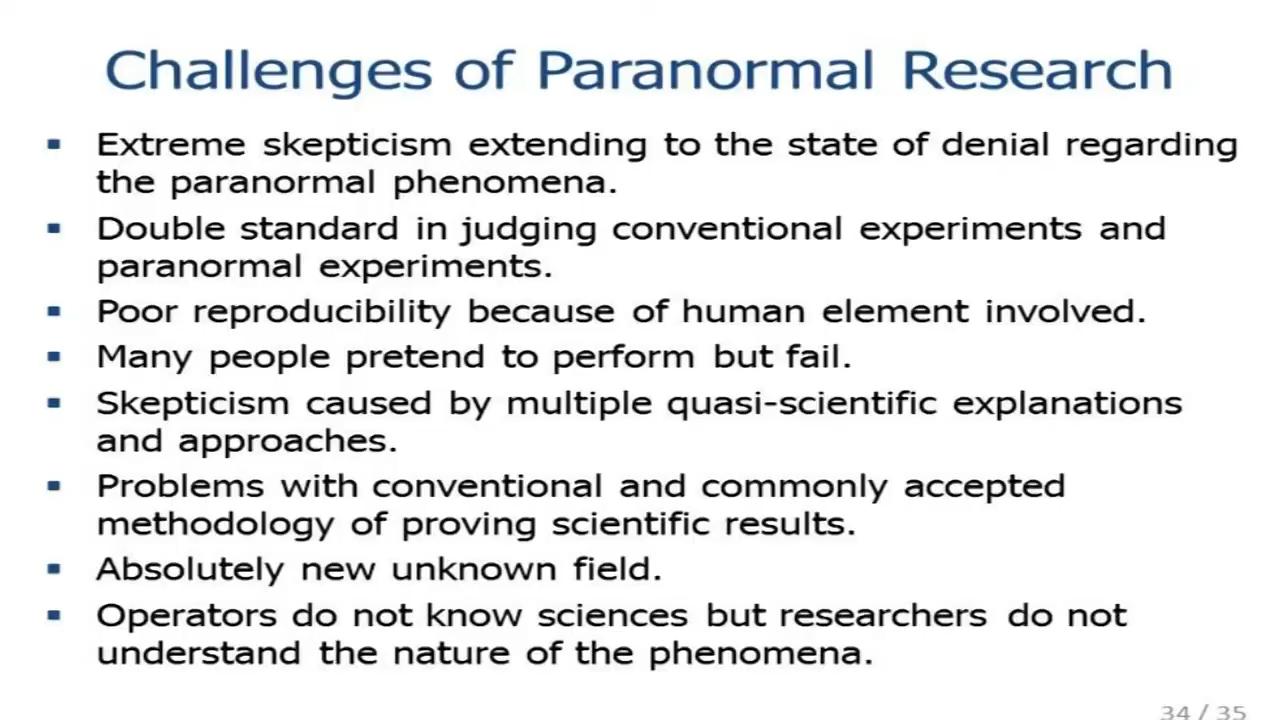 Challenges of Paranormal Research
▪ Extreme skepticism extending to the state of denial regarding
the paranormal phenomena.
▪ Double standard in judging conventional experiments and
paranormal experiments.
▪ Poor reproducibility because of human element involved.
▪ Many people pretend to perform but fail.
▪ Skepticism caused by multiple quasi-scientific explanations
and approaches.
▪ Problems with conventional and commonly accepted
methodology of proving scientific results.
▪ Absolutely new unknown field.
▪ Operators do not know sciences but researchers do not
understand the nature of the phenomena.
34 / 35